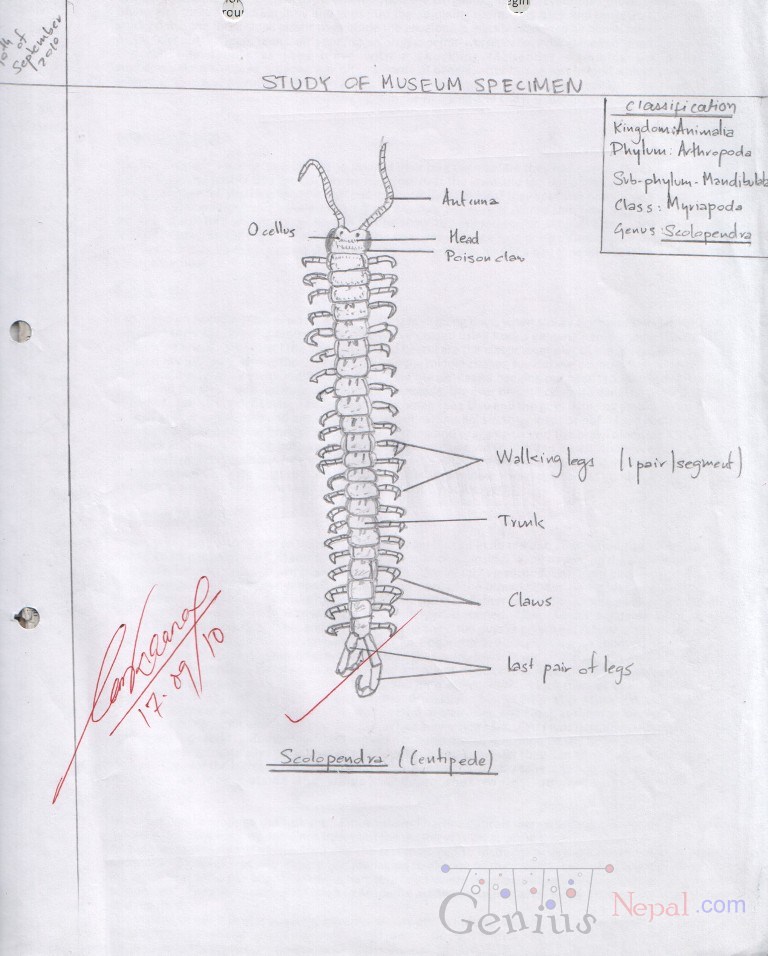 10th of
September
2010
STUDY OF MUSEUM SPECIMEN
Classification
Kingdom: Animalia
Phylum: Arthropoda
Sub-phylum- Mandibulata
Class: Myriapoda
Genus: Scolopendra
Antenna
Ocellus
Head
Poison claw
Walking legs (1 pair/segment)
Trunk
Claws
last pair of legs
17.09/10
Scolopendra (Centipede)
Genius Nepal.com